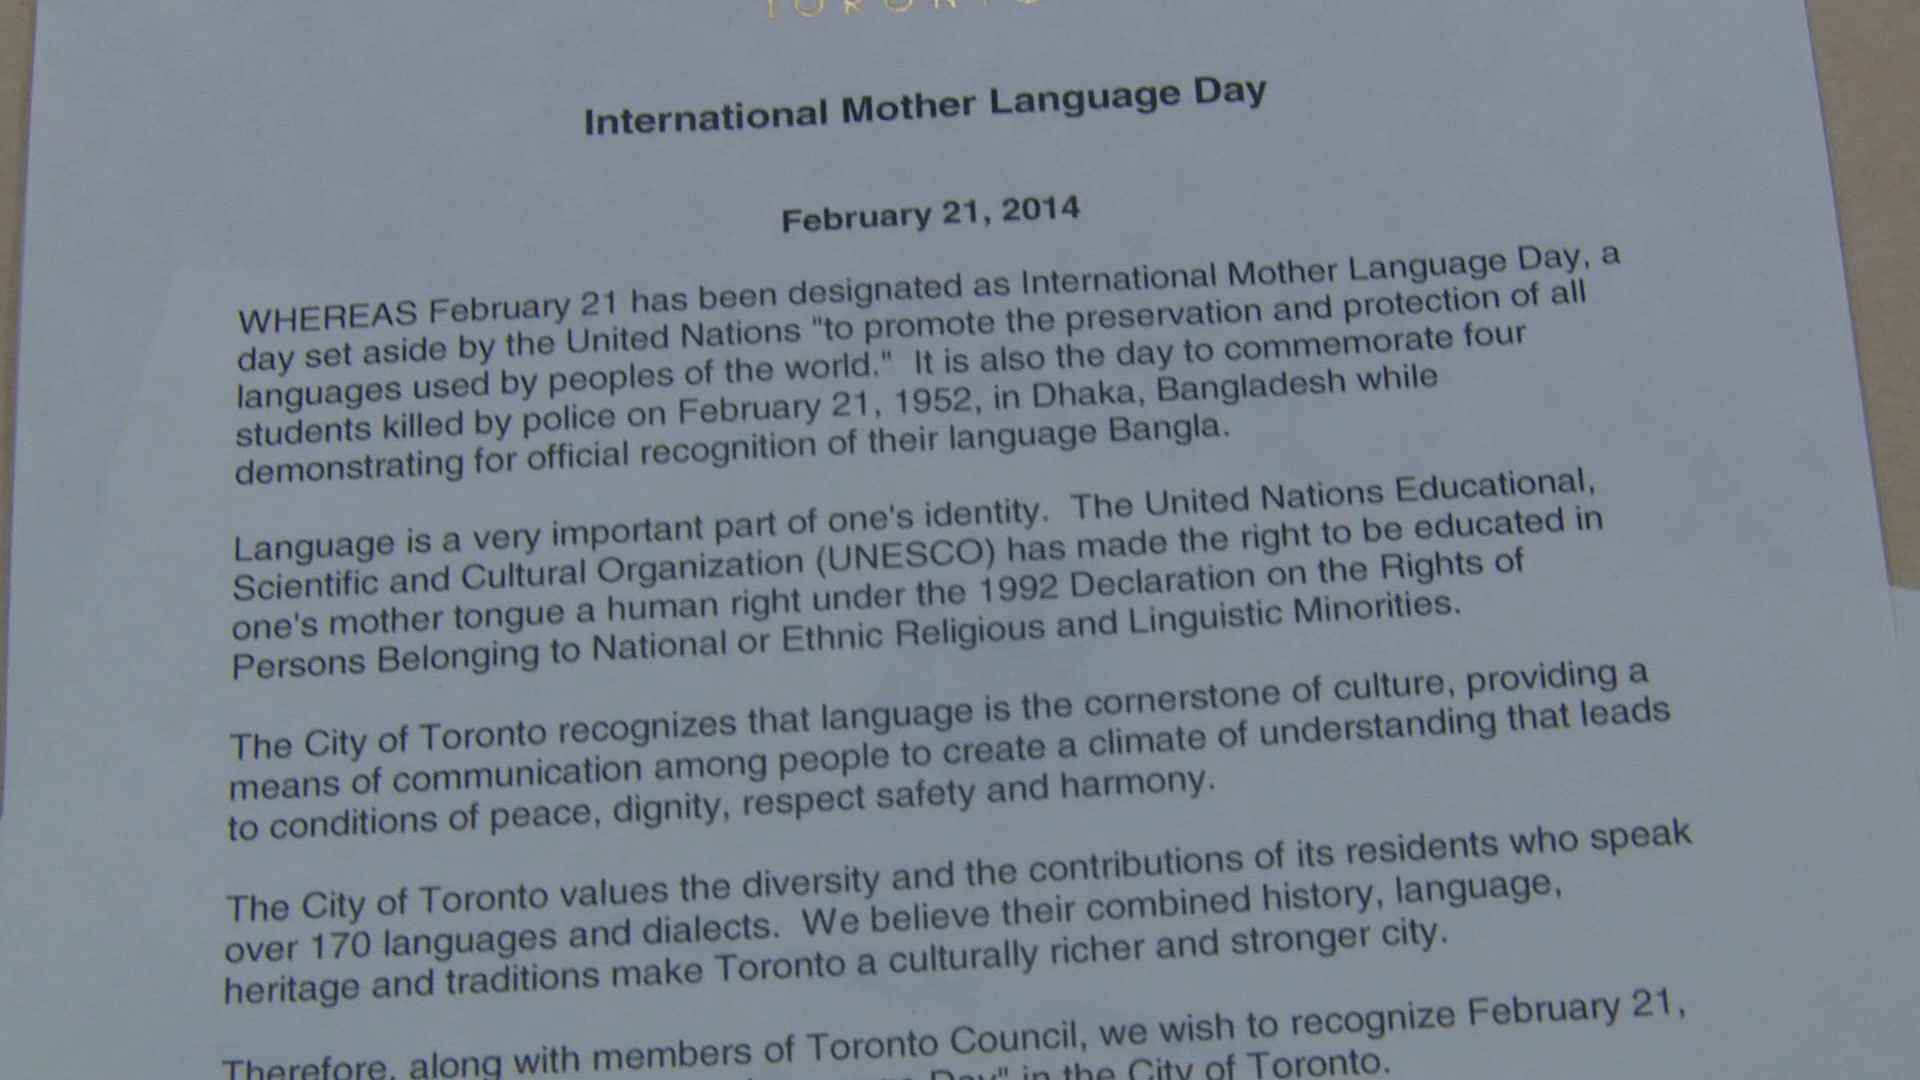 TORONTO
International Mother Language Day
February 21, 2014
WHEREAS February 21 has been designated as International Mother Language Day, a
day set aside by the United Nations "to promote the preservation and protection of all
languages used by peoples of the world." It is also the day to commemorate four
students killed by police on February 21, 1952, in Dhaka, Bangladesh while
demonstrating for official recognition of their language Bangla.
Language is a very important part of one's identity. The United Nations Educational,
Scientific and Cultural Organization (UNESCO) has made the right to be educated in
one's mother tongue a human right under the 1992 Declaration on the Rights of
Persons Belonging to National or Ethnic Religious and Linguistic Minorities.
The City of Toronto recognizes that language is the cornerstone of culture, providing a
means of communication among people to create a climate of understanding that leads
to conditions of peace, dignity, respect safety and harmony.
The City of Toronto values the diversity and the contributions of its residents who speak
over 170 languages and dialects. We believe their combined history, language,
heritage and traditions make Toronto a culturally richer and stronger city.
Therefore, along with members of Toronto Council, we wish to recognize February 21,
Day" in the City of Toronto.